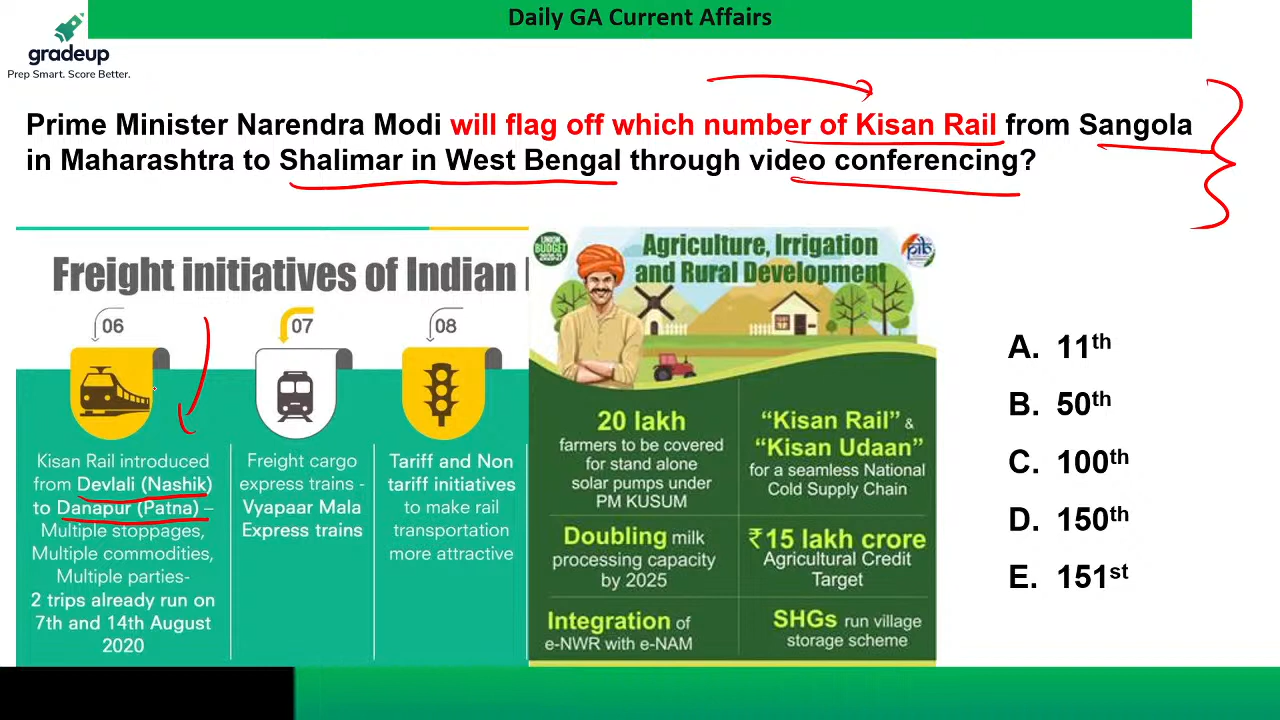 Daily GA Current Affairs
gradeup
Prep Smart. Score Better.
Prime Minister Narendra Modi will flag off which number of Kisan Rail from Sangola
in Maharashtra to Shalimar in West Bengal through video conferencing?
Freight initiatives of Indian
06
07
08
Kisan Rail introduced
from Devlali (Nashik)
to Danapur (Patna) –
Multiple stoppages,
Multiple commodities,
Multiple parties-
2 trips already run on
7th and 14th August
2020
Freight cargo
express trains -
Vyapaar Mala
Express trains
Tariff and Non
tariff initiatives
to make rail
transportation
more attractive
UNION
BUDGET
2020-21
Agriculture, Irrigation
and Rural Development
pib
20 lakh
farmers to be covered
for stand alone
solar pumps under
PM KUSUM
"Kisan Rail" &
"Kisan Udaan"
for a seamless National
Cold Supply Chain
Doubling milk
processing capacity
by 2025
₹15 lakh crore
Agricultural Credit
Target
Integration of
e-NWR with e-NAM
SHGs run village
storage scheme
A. 11th
B. 50th
C. 100th
D. 150th
E. 151st